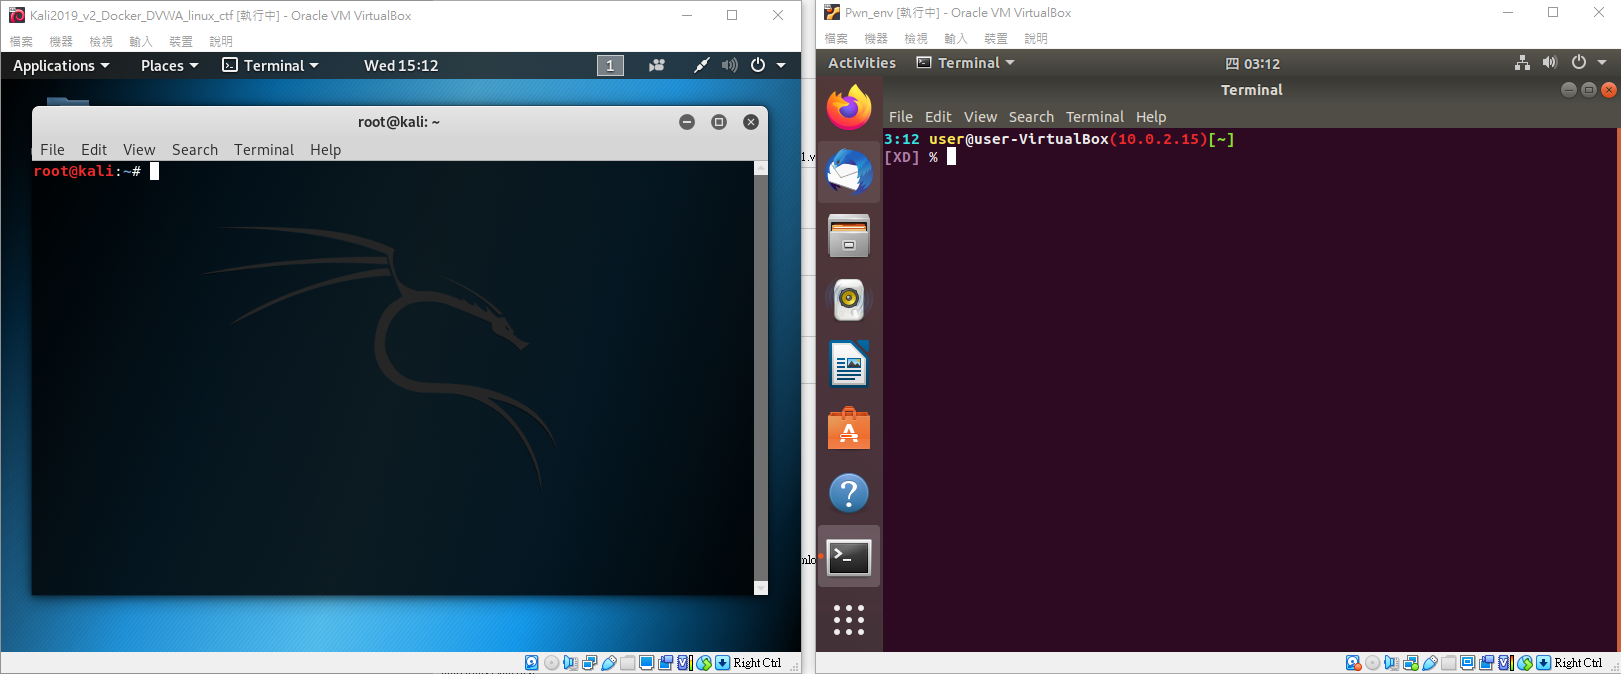 Kali2019_v2_Docker_DVWA_linux_ctf [執行中] - Oracle VM VirtualBox
檔案 機器 檢視 輸入 裝置 說明
Applications Places Terminal Wed 15:12 1
root@kali: ~
File Edit View Search Terminal Help
root@kali:~#
Right Ctrl
1.v
Pwn_env [執行中] - Oracle VM VirtualBox
檔案 機器 檢視 輸入 裝置 說明
Activities Terminal 四 03:12
Terminal
File Edit View Search Terminal Help
3:12 user@user-VirtualBox(10.0.2.15)[~]
[XD] %
Right Ctrl